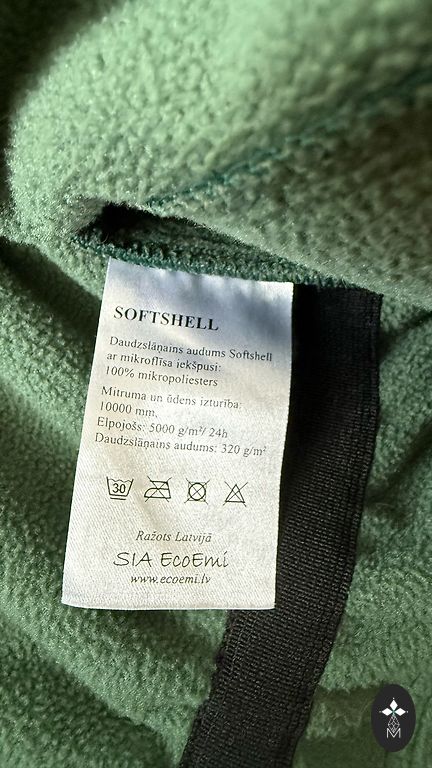 SOFTSHELL
Daudzslāņains audums Softshell
ar mikroflīsa iekšpusi:
100% mikropoliesters
Mitruma un ūdens izturība:
10000 mm,
Elpojošs: 5000 g/m²/ 24h
Daudzslāņains audums: 320 g/m²
30
Ražots Latvijā
SIA EcoEmi
www.ecoemi.lv
M